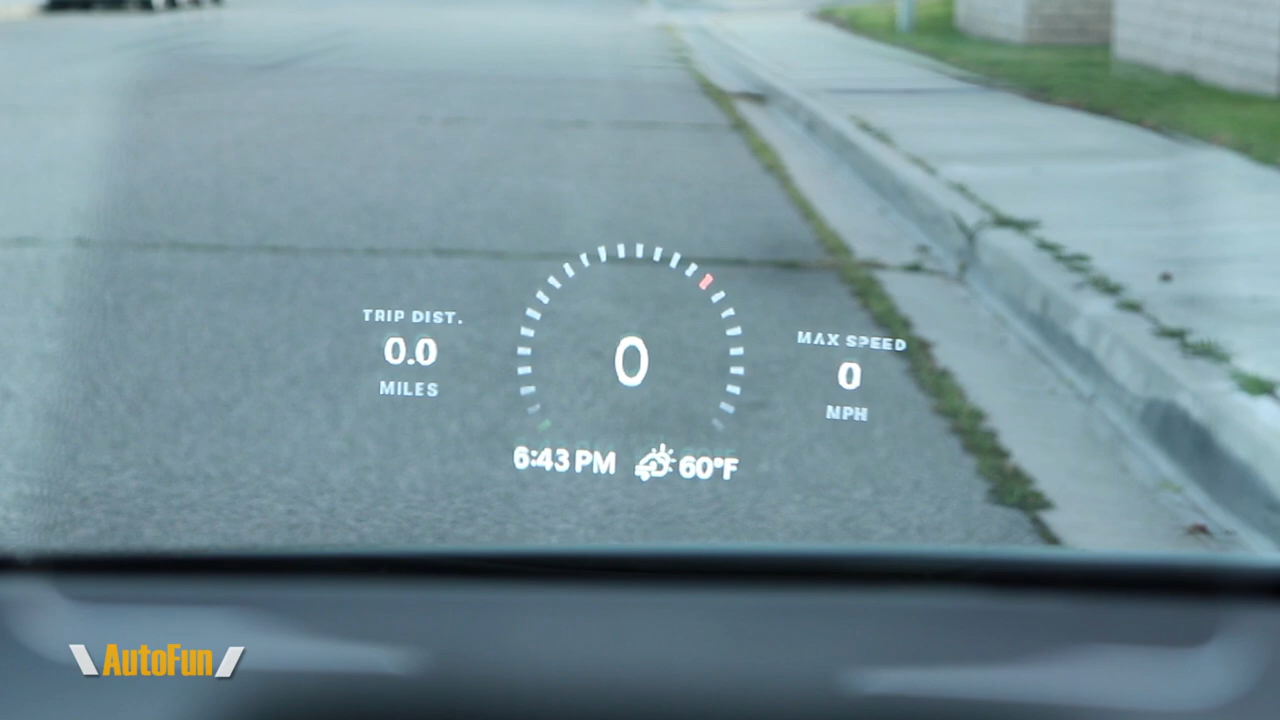 TRIP DIST.
0.0
MILES
0
MAX SPEED
0
MPH
6:43 PM 60°F
AutoFun